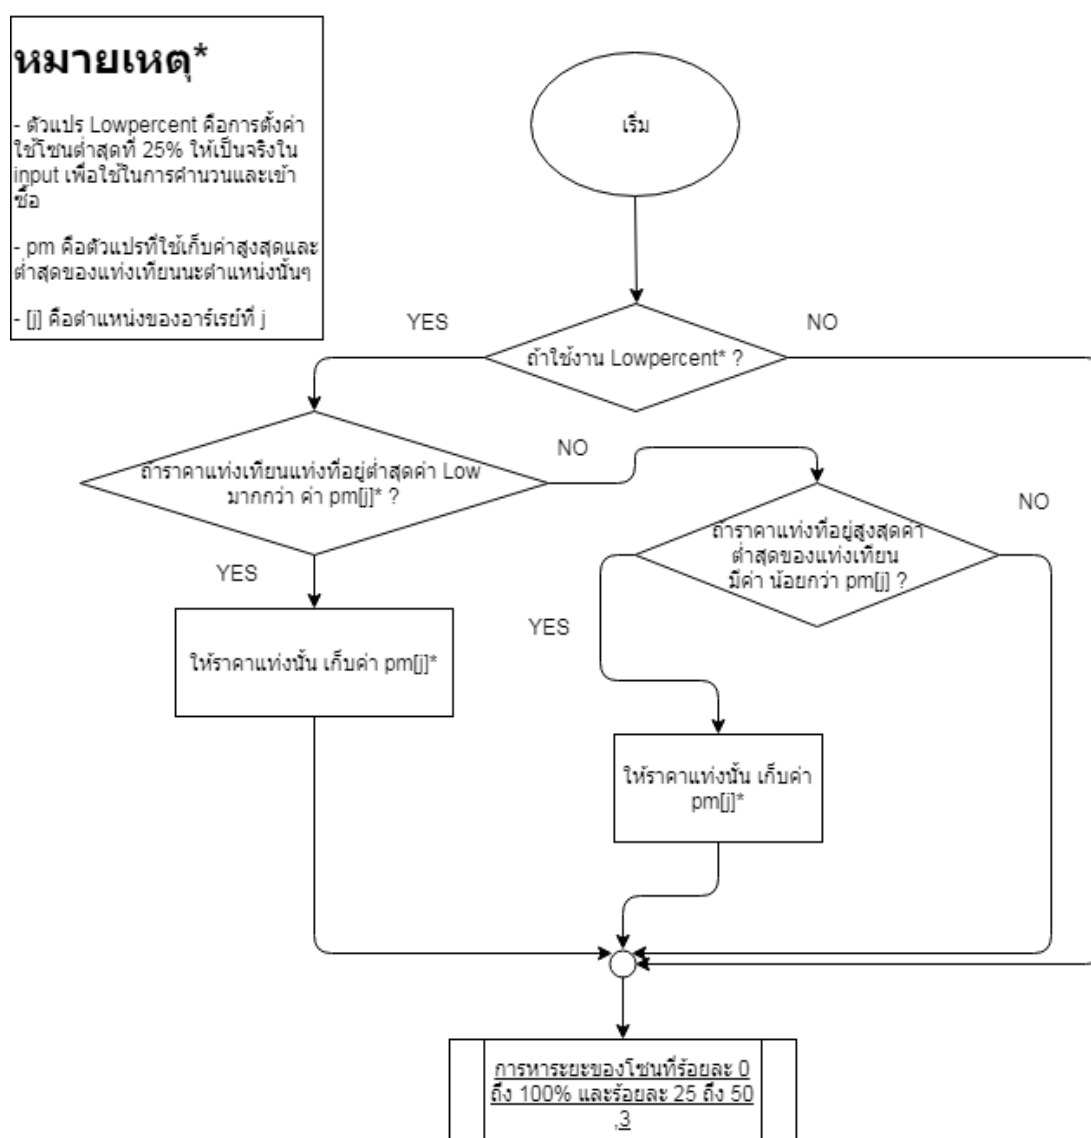 หมายเหตุ*
- ตัวแปร Lowpercent คือการตั้งค่า
ใช้โซนต่ำสุดที่ 25% ให้เป็นจริงใน
input เพื่อใช้ในการคำนวนและเข้า
ซื้อ
- pm คือตัวแปรที่ใช้เก็บค่าสูงสุดและ
ต่ำสุดของแท่งเทียนนะตำแหน่งนั้นๆ
- [j] คือตำแหน่งของอาร์เรย์ที่ j
เริ่ม
YES
NO
ถ้าใช้งาน Lowpercent* ?
NO
ถ้าราคาแท่งเทียนแท่งที่อยู่ต่ำสุดค่า Low
มากกว่า ค่า pm[j]* ?
NO
ถ้าราคาแท่งที่อยู่สูงสุดค่า
ต่ำสุดของแท่งเทียน
มีค่า น้อยกว่า pm[j] ?
YES
YES
ให้ราคาแท่งนั้น เก็บค่า pm[j]*
ให้ราคาแท่งนั้น เก็บค่า
pm[j]*
การหาระยะของโซนที่ร้อยละ 0
ถึง 100% และร้อยละ 25 ถึง 50
,3